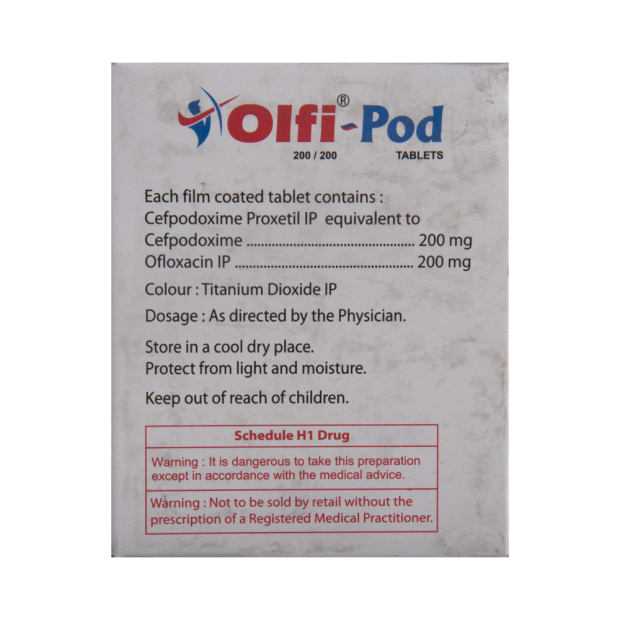 Olfi®-Pod
200 / 200 TABLETS
Each film coated tablet contains :
Cefpodoxime Proxetil IP equivalent to
Cefpodoxime ............................................. 200 mg
Ofloxacin IP ................................................ 200 mg
Colour : Titanium Dioxide IP
Dosage : As directed by the Physician.
Store in a cool dry place.
Protect from light and moisture.
Keep out of reach of children.
Schedule H1 Drug
Warning : It is dangerous to take this preparation
except in accordance with the medical advice.
Warning : Not to be sold by retail without the
prescription of a Registered Medical Practitioner.